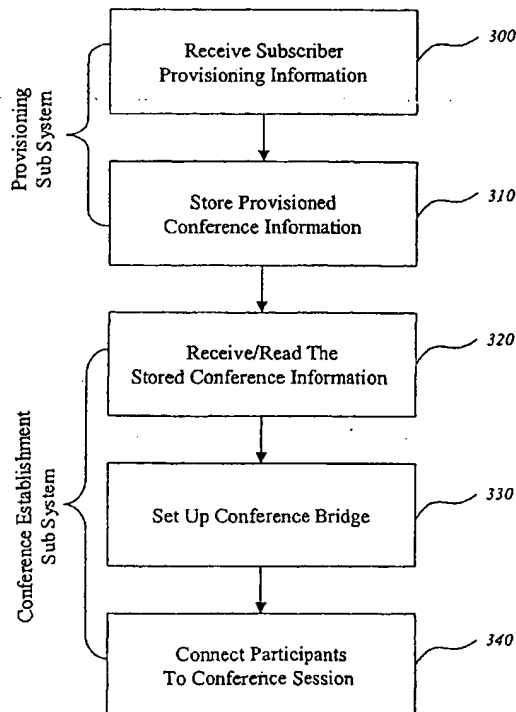 Receive Subscriber
Provisioning Information
300
Provisioning
Sub System
Store Provisioned
Conference Information
310
Receive/Read The
Stored Conference Information
320
Conference Establishment
Sub System
Set Up Conference Bridge
330
Connect Participants
To Conference Session
340